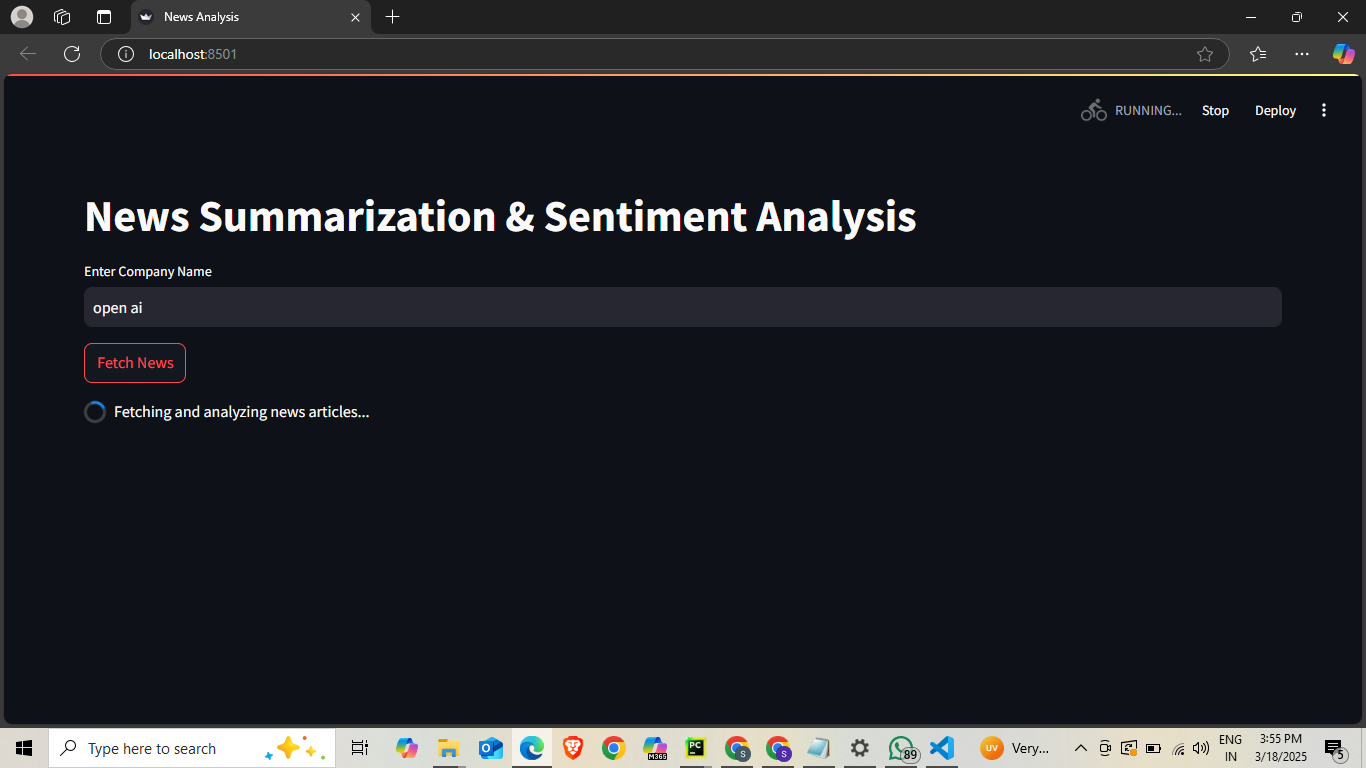 News Analysis
localhost:8501
RUNNING...
Stop
Deploy
News Summarization & Sentiment Analysis
Enter Company Name
open ai
Fetch News
Fetching and analyzing news articles...
Type here to search
M365
PC
S
S
89
UV
Very...
ENG
IN
3:55 PM
3/18/2025
5